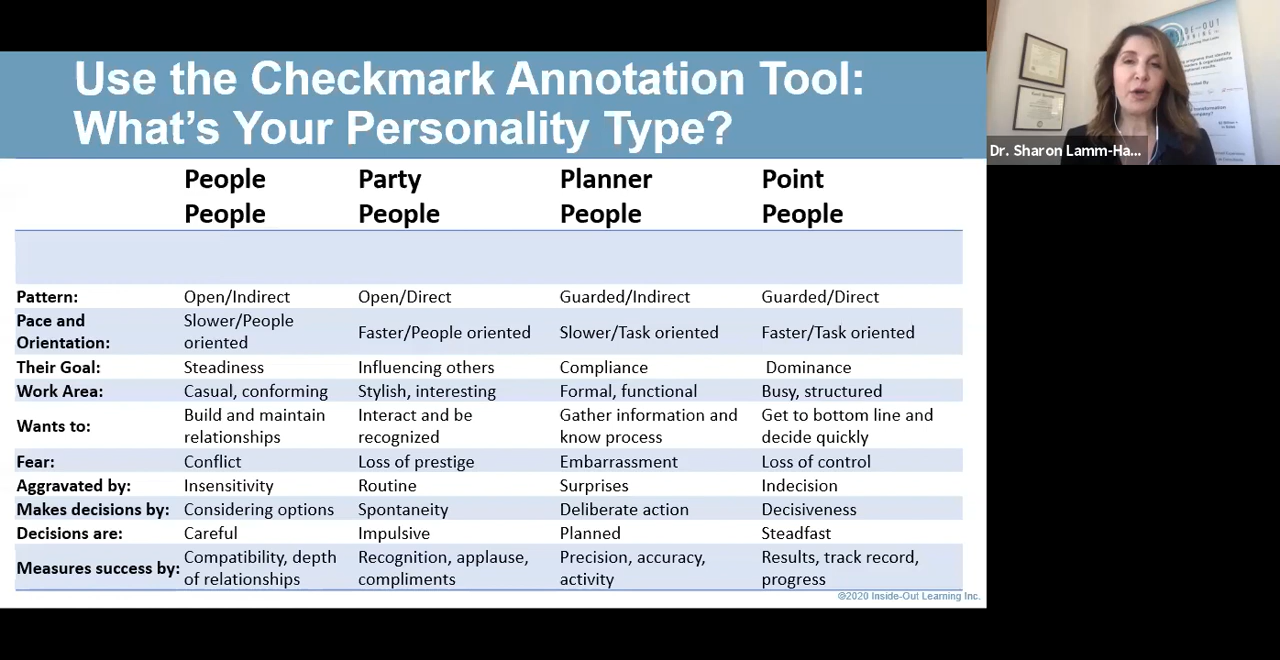 Use the Checkmark Annotation Tool:
What's Your Personality Type?
People People
Party People
Planner People
Point People
Pattern: Open/Indirect Open/Direct Guarded/Indirect Guarded/Direct
Pace and Orientation: Slower/People oriented Faster/People oriented Slower/Task oriented Faster/Task oriented
Their Goal: Steadiness Influencing others Compliance Dominance
Work Area: Casual, conforming Stylish, interesting Formal, functional Busy, structured
Wants to: Build and maintain relationships Interact and be recognized Gather information and know process Get to bottom line and decide quickly
Fear: Conflict Loss of prestige Embarrassment Loss of control
Aggravated by: Insensitivity Routine Surprises Indecision
Makes decisions by: Considering options Spontaneity Deliberate action Decisiveness
Decisions are: Careful Impulsive Planned Steadfast
Measures success by: Compatibility, depth of relationships Recognition, applause, compliments Precision, accuracy, activity Results, track record, progress
©2020 Inside-Out Learning Inc.
Dr. Sharon Lamm-Ha...